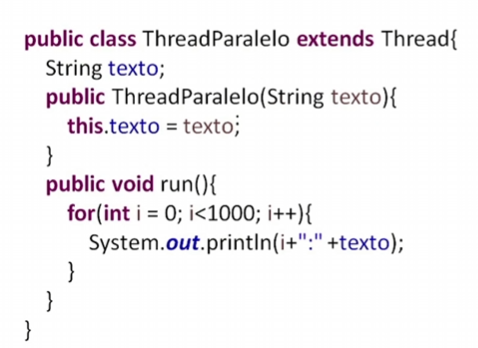 public class ThreadParalelo extends Thread{
String texto;
public ThreadParalelo(String texto){
this.texto = texto;
}
public void run(){
for(int i = 0; i<1000; i++){
System.out.println(i+":" +texto);
}
}
}